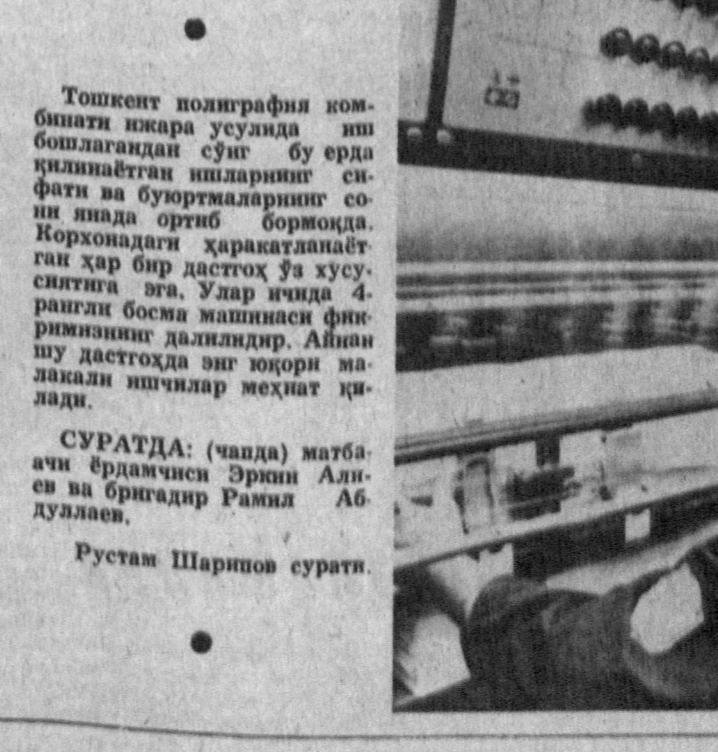 Тошкент полиграфия ком-
бинати ижара усулида иш
бошлагандан сўнг бу ерда
қилинаётган ишларнинг си-
фати ва буюртмаларнинг со-
ни янада ортиб бормоқда.
Корхонадаги ҳаракатланаёт-
ган ҳар бир дастгоҳ ўз хусу-
сиятига эга. Улар ичида 4-
рангли босма машинаси фик-
римизнинг далилидир. Айнан
шу дастгоҳда энг юқори ма-
лакали ишчилар меҳнат қи-
лади.
СУРАТДА: (чапда) матба-
ачи ёрдамчиси Эркин Али-
ев ва бригадир Рамил Аб-
дуллаев.
Рустам Шарипов сурати.